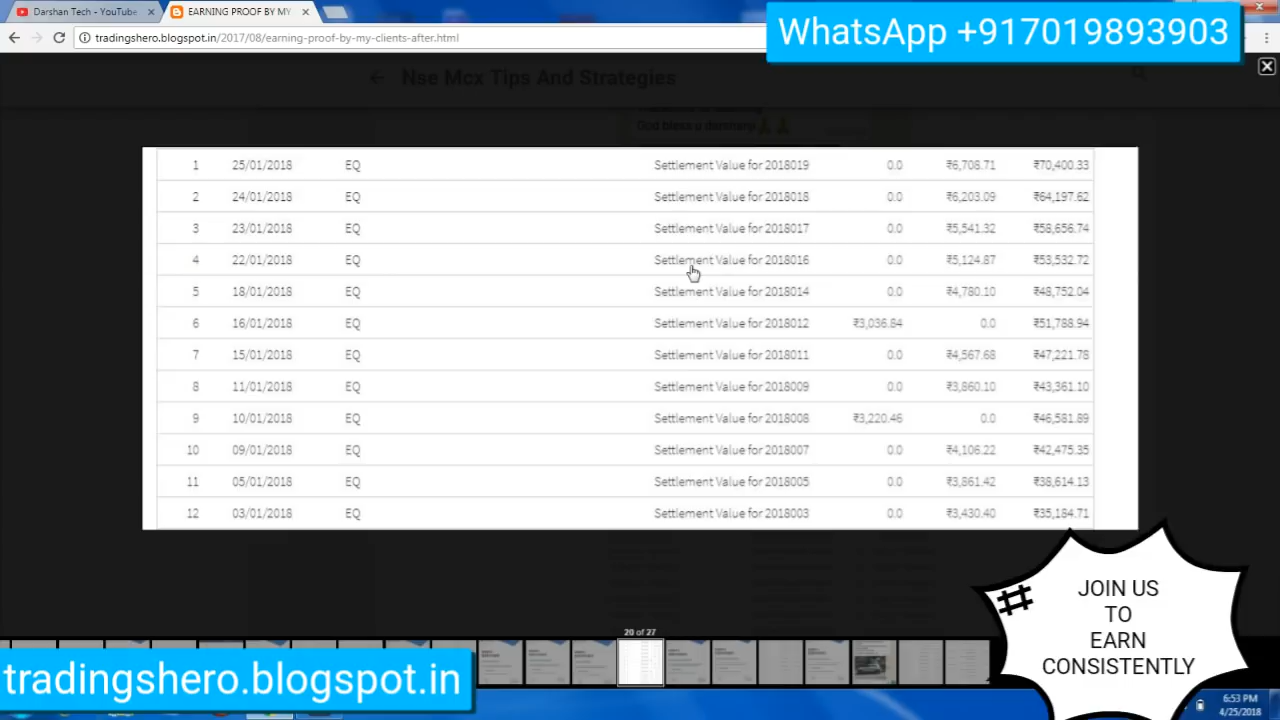 Darshan Tech - YouTube
EARNING PROOF BY MY
WhatsApp +917019893903
tradingshero.blogspot.in/2017/08/earning-proof-by-my-clients-after.html
Nse Mcx Tips And Strategies
God bless u darshanji
1 25/01/2018 EQ Settlement Value for 2018019 0.0 ₹6,708.71 ₹70,400.33
2 24/01/2018 EQ Settlement Value for 2018018 0.0 ₹6,203.09 ₹64,197.62
3 23/01/2018 EQ Settlement Value for 2018017 0.0 ₹5,541.32 ₹58,656.74
4 22/01/2018 EQ Settlement Value for 2018016 0.0 ₹5,124.87 ₹53,532.72
5 18/01/2018 EQ Settlement Value for 2018014 0.0 ₹4,780.10 ₹48,752.04
6 16/01/2018 EQ Settlement Value for 2018012 ₹3,036.84 0.0 ₹51,788.94
7 15/01/2018 EQ Settlement Value for 2018011 0.0 ₹4,567.68 ₹47,221.78
8 11/01/2018 EQ Settlement Value for 2018009 0.0 ₹3,860.10 ₹43,361.10
9 10/01/2018 EQ Settlement Value for 2018008 ₹3,220.46 0.0 ₹46,581.89
10 09/01/2018 EQ Settlement Value for 2018007 0.0 ₹4,106.22 ₹42,475.35
11 05/01/2018 EQ Settlement Value for 2018005 0.0 ₹3,861.42 ₹38,614.13
12 03/01/2018 EQ Settlement Value for 2018003 0.0 ₹3,430.40 ₹35,184.71
#
JOIN US
TO
EARN
CONSISTENTLY
20 of 27
tradingshero.blogspot.in
6:53 PM
4/25/2018